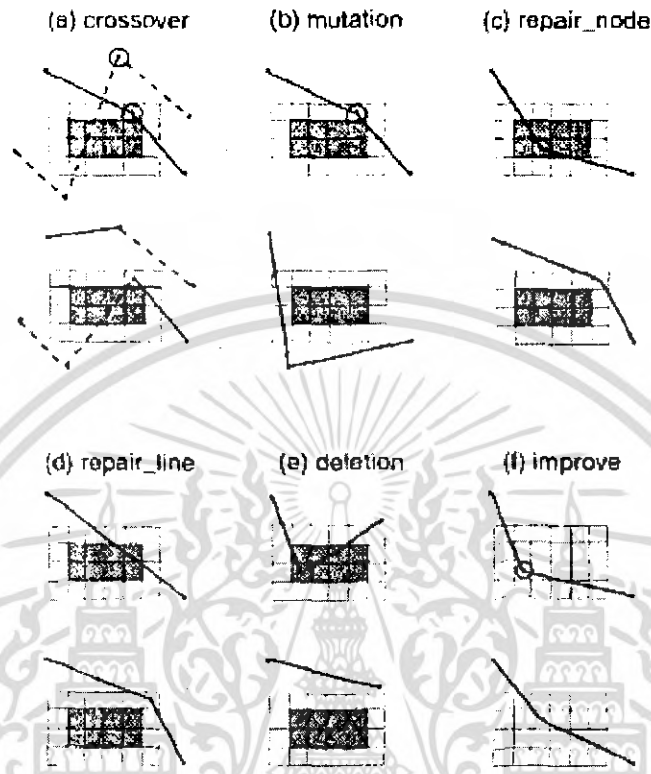 (a) crossover (b) mutation (c) repair_node
(d) repair_line (e) deletion (f) improve